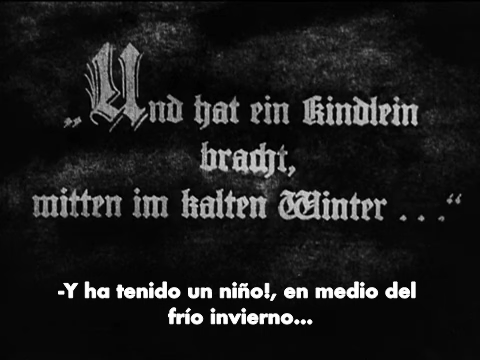 „Und hat ein Kindlein
bracht,
mitten im kalten Winter . . .“
-Y ha tenido un niño!, en medio del
frío invierno...